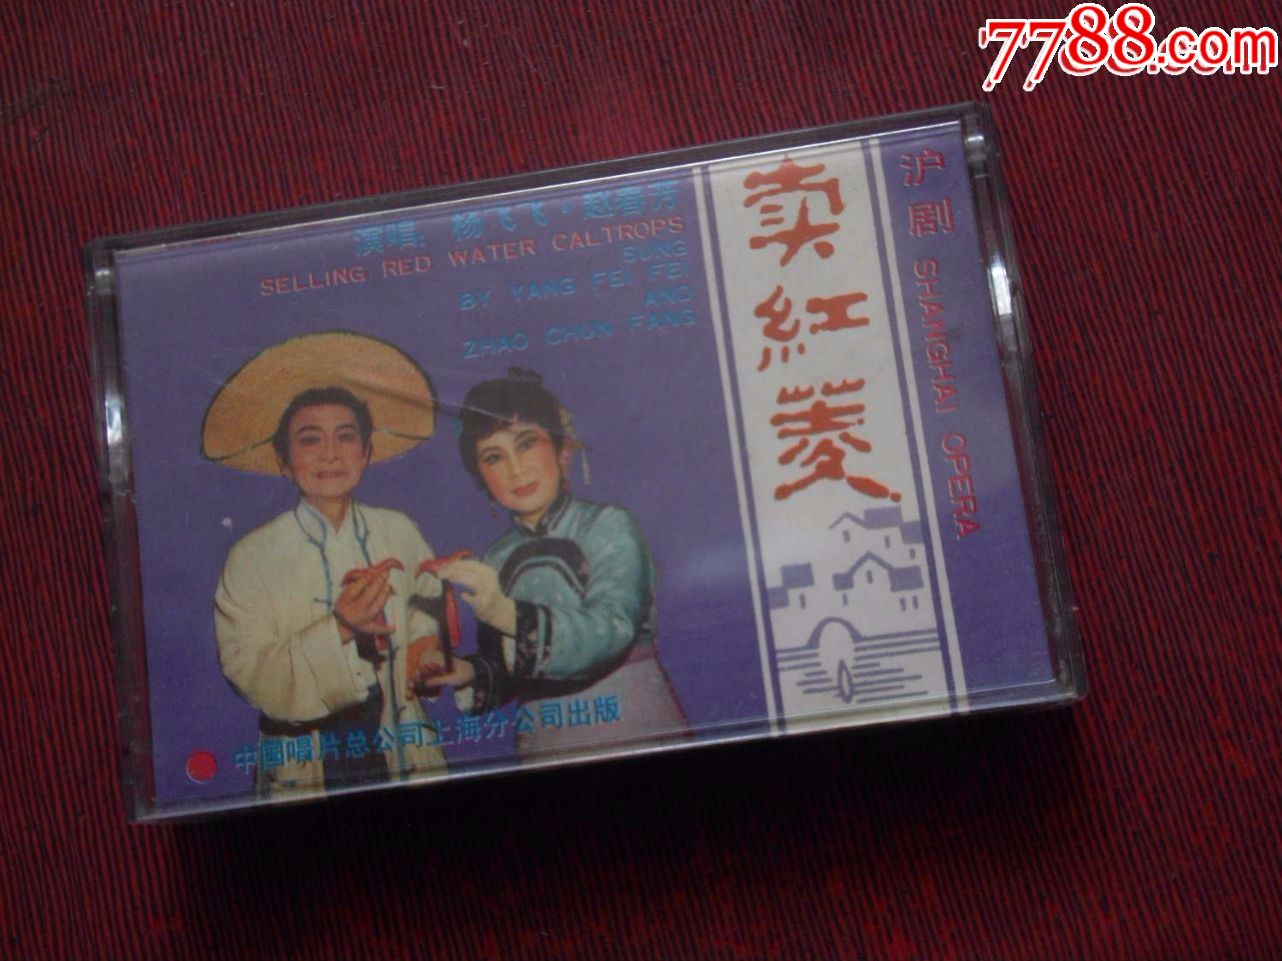 7788.com
演唱: 杨飞飞·赵春芳
SELLING RED WATER CALTROPS
SUNG
BY YANG FEI FEI
AND
ZHAO CHUN FANG
卖红菱
沪剧 SHANGHAI OPERA
中国唱片总公司上海分公司出版